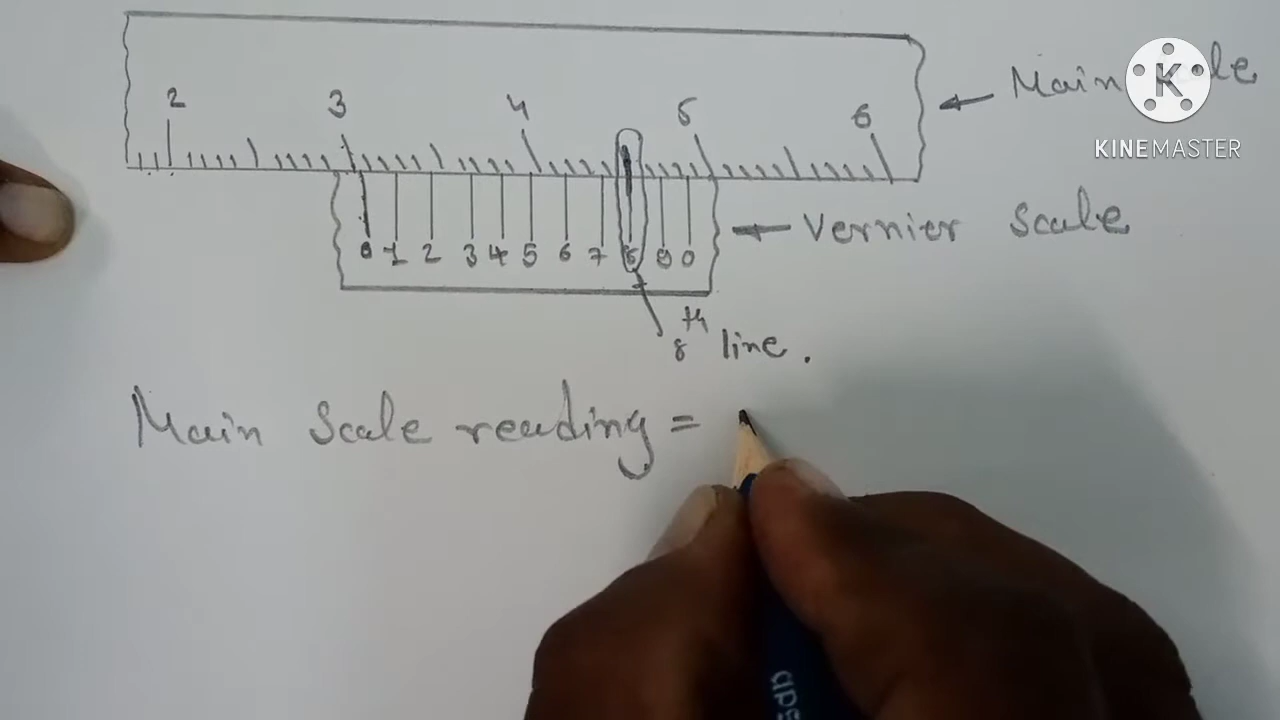 2 3 4 5 6
Main
K
KINEMASTER
0 1 2 3 4 5 6 7 8 9 0
Vernier Scale
8th line.
Main Scale reading =
aps